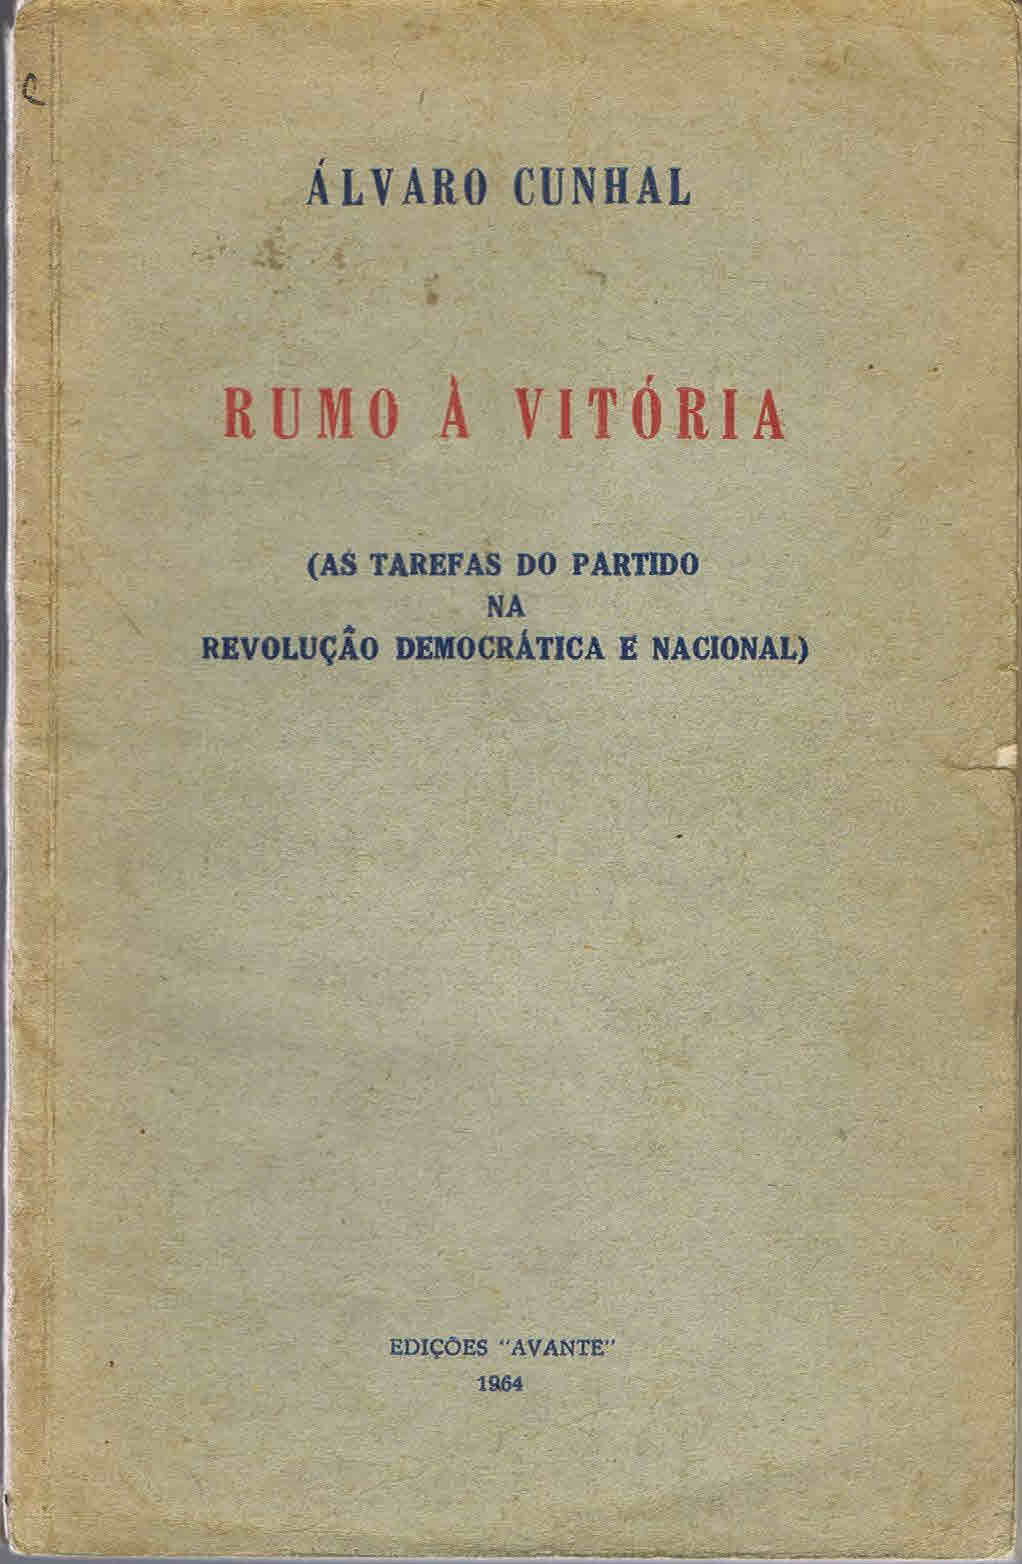 C
ÁLVARO CUNHAL
RUMO À VITÓRIA
(AS TAREFAS DO PARTIDO
NA
REVOLUÇÃO DEMOCRÁTICA E NACIONAL)
EDIÇÕES "AVANTE"
1964